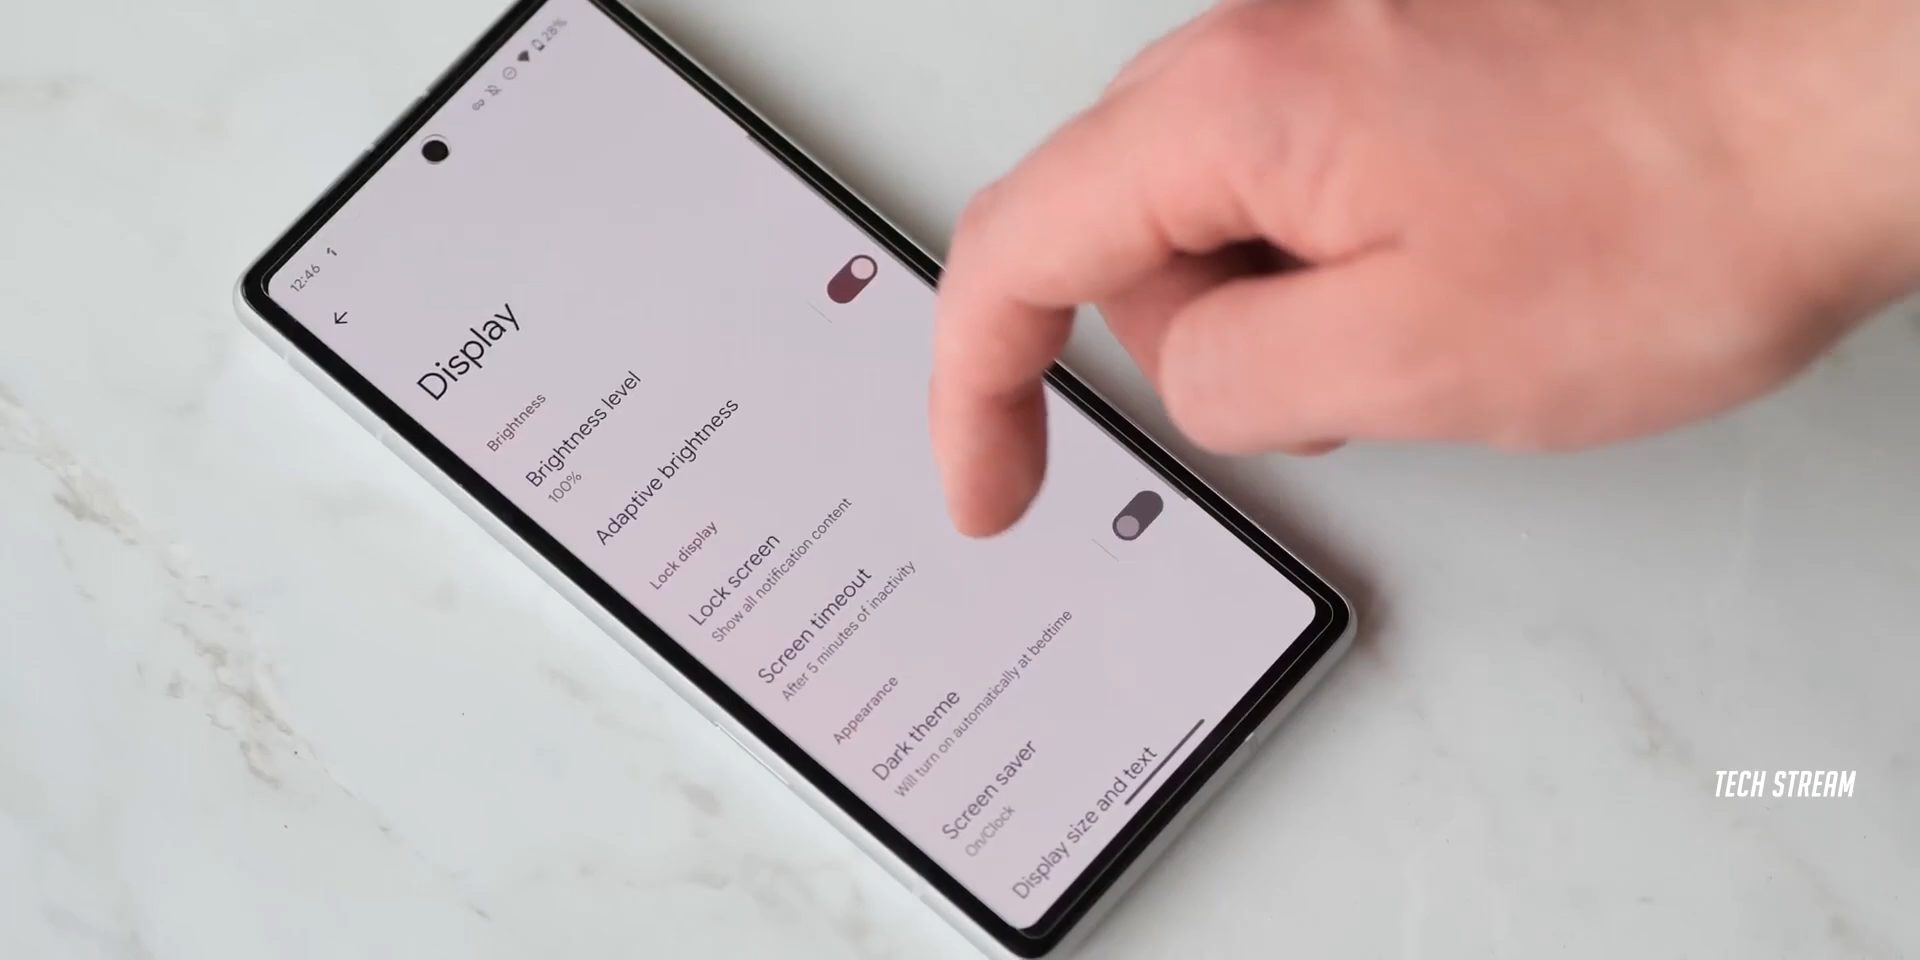 12:46
28%
Display
Brightness
Brightness level
100%
Adaptive brightness
Lock display
Lock screen
Show all notification content
Screen timeout
After 5 minutes of inactivity
Appearance
Dark theme
Will turn on automatically at bedtime
Screen saver
On/Clock
Display size and text
TECH STREAM